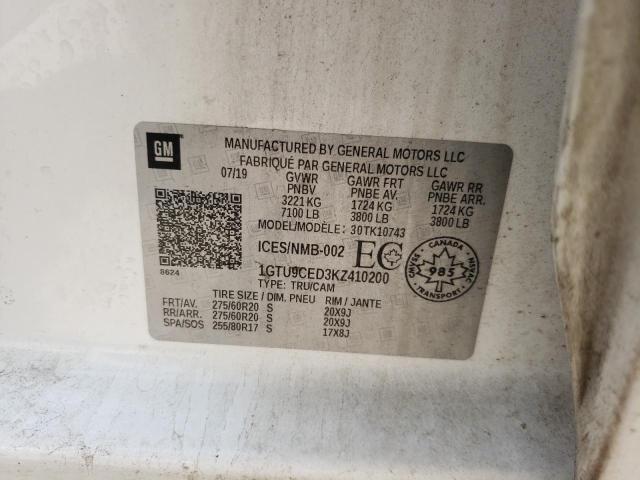 GM
MANUFACTURED BY GENERAL MOTORS LLC
FABRIQUÉ PAR GENERAL MOTORS LLC
07/19 GVWR GAWR FRT GAWR RR
PNBV PNBE AV. PNBE ARR.
3221 KG 1724 KG 1724 KG
7100 LB 3800 LB 3800 LB
MODEL/MODÈLE: 30TK10743
ICES/NMB-002 EC
1GTU9CED3KZ410200
TYPE: TRU/CAM
8624
CANADA
SSANO NSVAC
985
TRANSPORT
TIRE SIZE / DIM. PNEU RIM / JANTE
FRT/AV. 275/60R20 S 20X9J
RR/ARR. 275/60R20 S 20X9J
SPA/SOS 255/80R17 S 17X8J